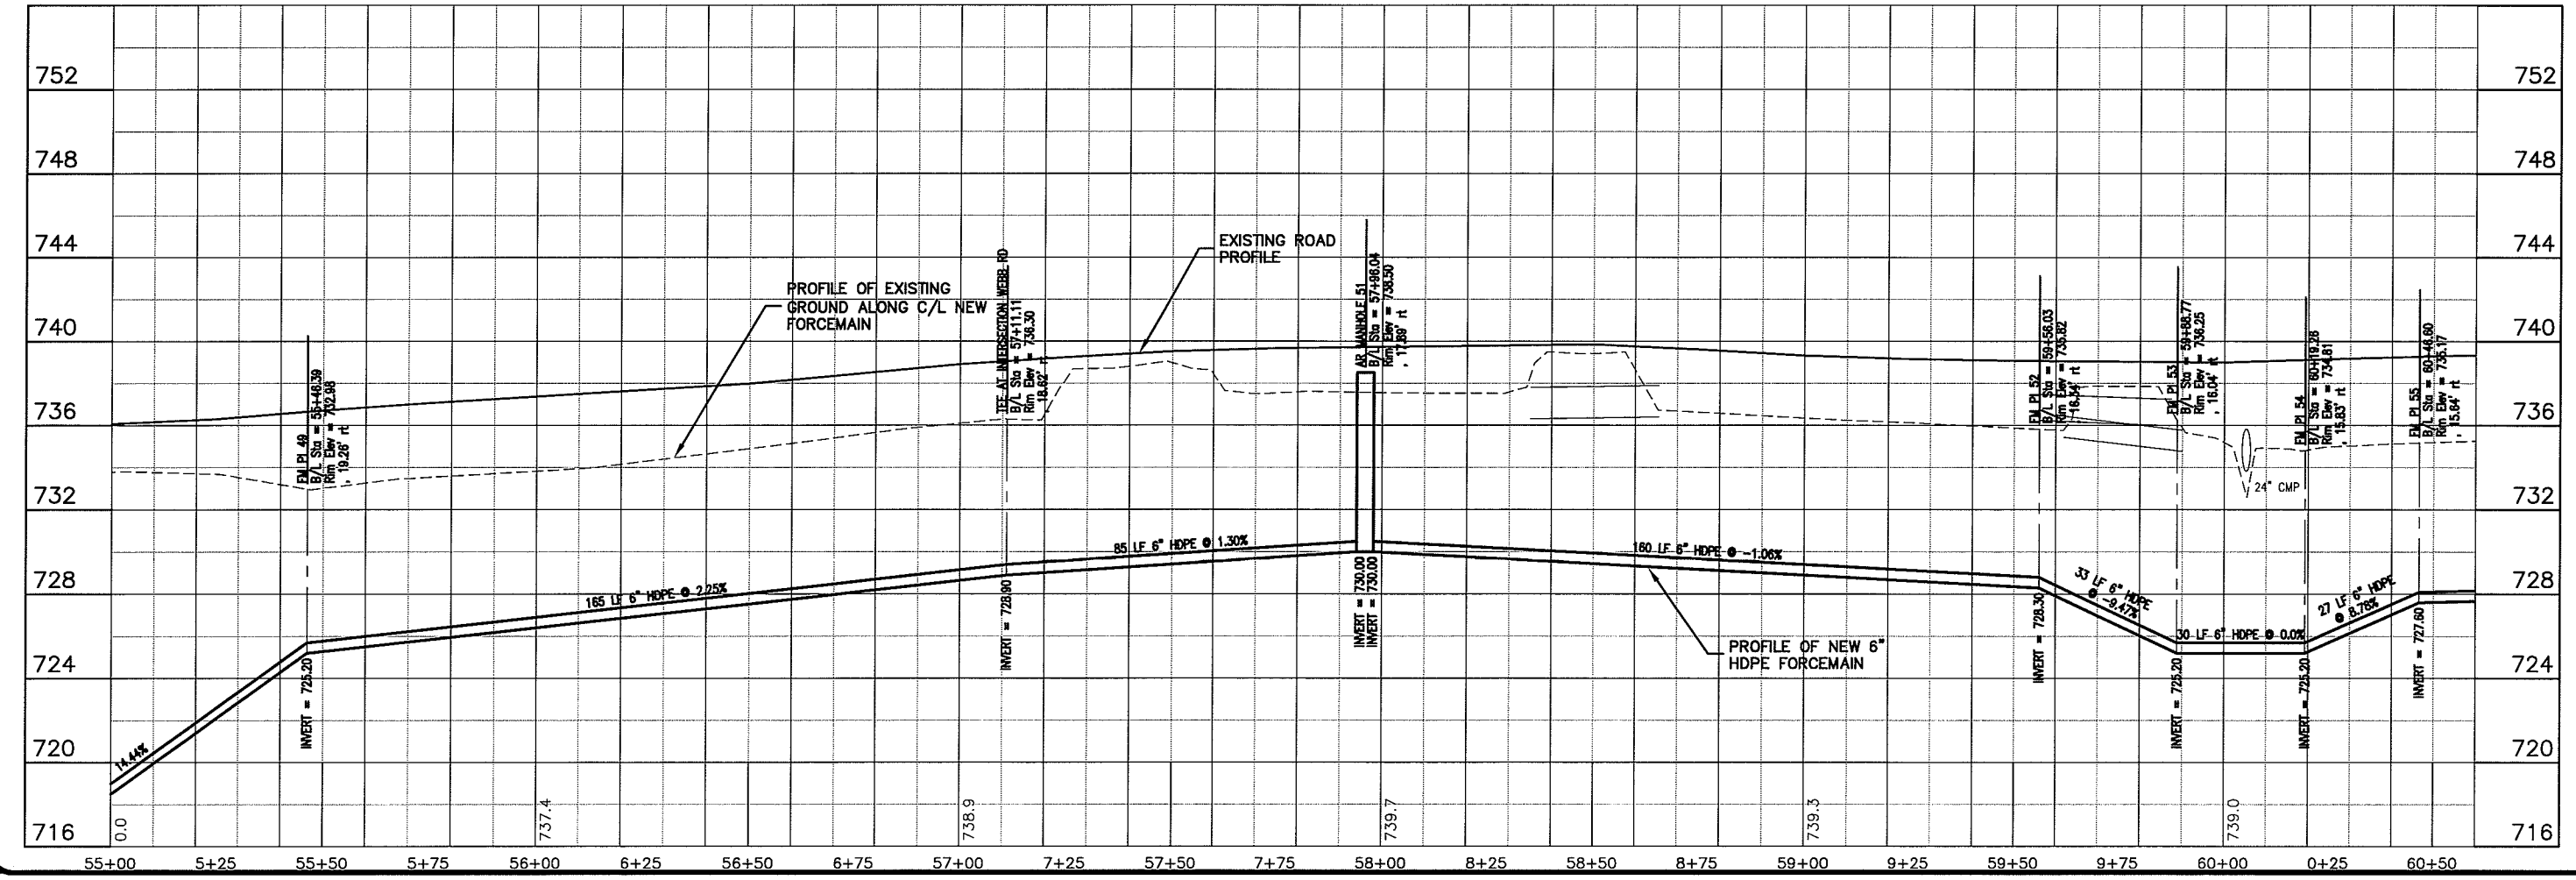 752
752
748
748
744
744
740
740
736
736
732
732
728
728
724
724
720
720
716
716
EXISTING ROAD
PROFILE
PROFILE OF EXISTING
GROUND ALONG C/L NEW
FORCEMAIN
FM PI 49
B/L Sta = 55+46.39
Rim Elev = 732.98
, 19.26' rt
INVERT = 725.20
TEE AT INTERSECTION WEBB RD
B/L Sta = 57+11.11
Rim Elev = 736.30
18.62' rt
INVERT = 728.90
AR MANHOLE 51
B/L Sta = 57+96.04
Rim Elev = 738.50
, 17.89' rt
INVERT = 730.00
INVERT = 730.00
FM PI 52
B/L Sta = 59+56.03
Rim Elev = 735.82
16.34' rt
INVERT = 728.30
FM PI 53
B/L Sta = 59+88.77
Rim Elev = 736.25
, 16.04' rt
INVERT = 725.20
FM PI 54
B/L Sta = 60+19.26
Rim Elev = 734.81
, 15.83' rt
INVERT = 725.20
FM PI 55
B/L Sta = 60+46.60
Rim Elev = 735.17
, 15.64' rt
INVERT = 727.60
24" CMP
14.44%
165 LF 6" HDPE @ 2.25%
85 LF 6" HDPE @ 1.30%
160 LF 6" HDPE @ -1.06%
33 LF 6" HDPE
@ -9.47%
30 LF 6" HDPE @ 0.0%
27 LF 6" HDPE
@ 8.78%
PROFILE OF NEW 6"
HDPE FORCEMAIN
0.0
737.4
738.9
739.7
739.3
739.0
55+00 5+25 55+50 5+75 56+00 6+25 56+50 6+75 57+00 7+25 57+50 7+75 58+00 8+25 58+50 8+75 59+00 9+25 59+50 9+75 60+00 0+25 60+50